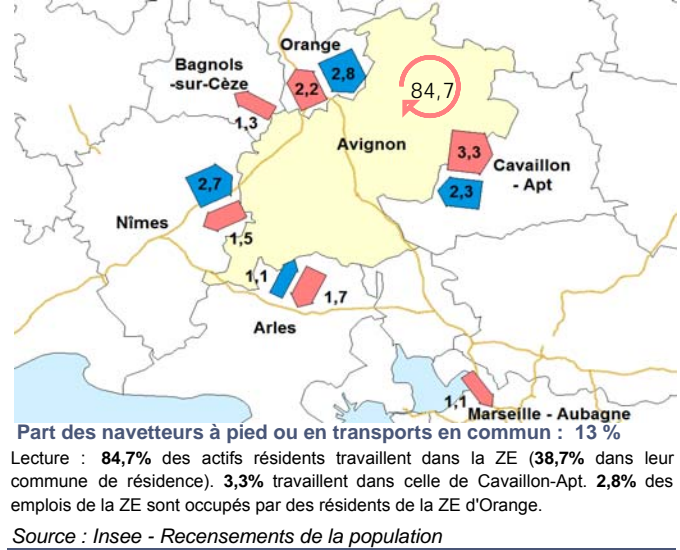 Orange
Bagnols
-sur-Cèze
2,8
2,2
84,7
1,3
Avignon
3,3
Cavaillon
- Apt
2,7
2,3
Nîmes
1,5
1,1
1,7
Arles
1,1
Marseille - Aubagne
Part des navetteurs à pied ou en transports en commun : 13 %
Lecture : 84,7% des actifs résidents travaillent dans la ZE (38,7% dans leur
commune de résidence). 3,3% travaillent dans celle de Cavaillon-Apt. 2,8% des
emplois de la ZE sont occupés par des résidents de la ZE d'Orange.
Source : Insee - Recensements de la population